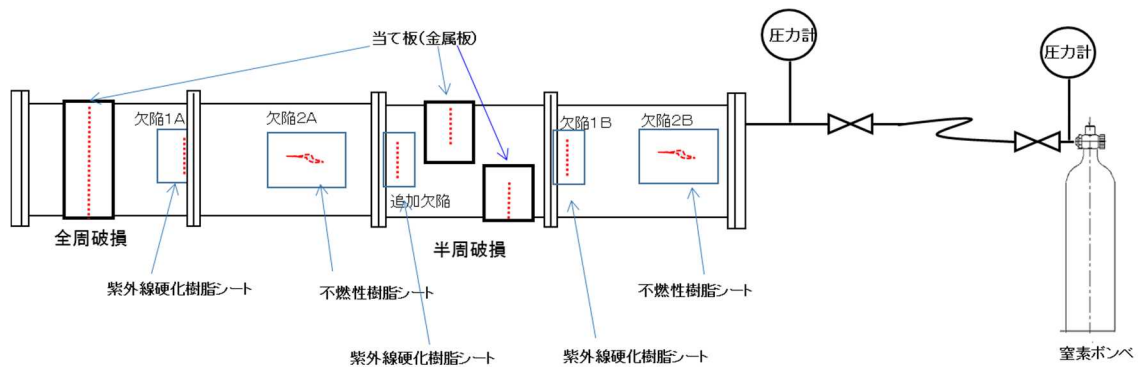 当て板(金属板)
圧力計
圧力計
欠陥1A
欠陥2A
欠陥1B
欠陥2B
追加欠陥
全周破損
半周破損
紫外線硬化樹脂シート
不燃性樹脂シート
不燃性樹脂シート
紫外線硬化樹脂シート
紫外線硬化樹脂シート
窒素ボンベ